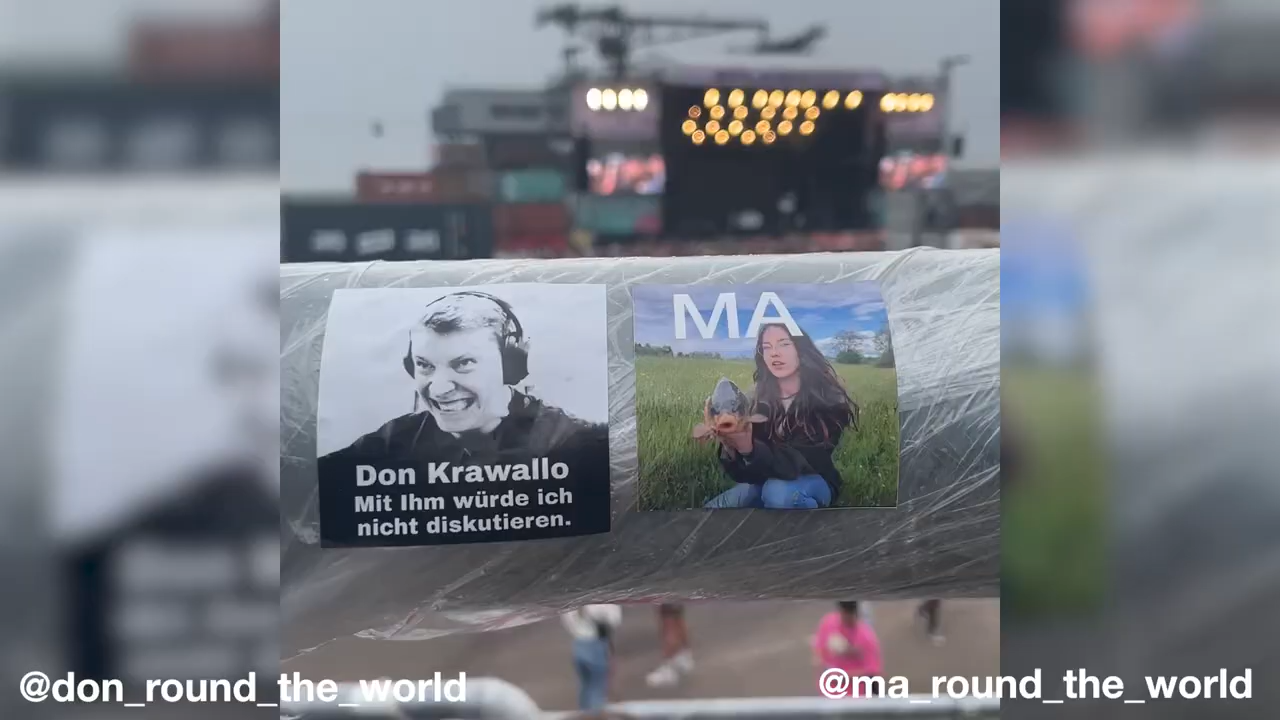 MA
Don Krawallo
Mit Ihm würde ich
nicht diskutieren.
@don_round_the_world
@ma_round_the_world